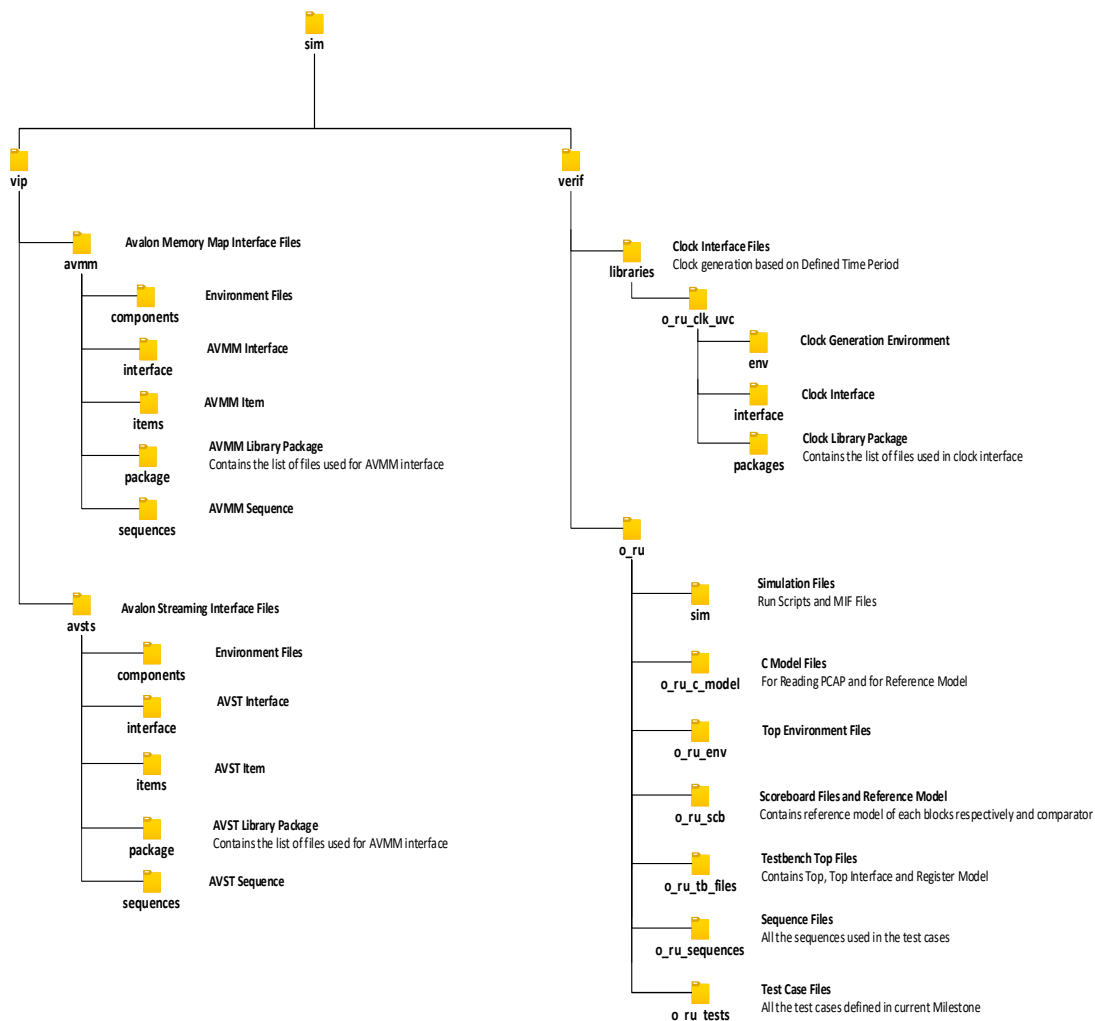 sim
vip
avmm
Avalon Memory Map Interface Files
components
Environment Files
interface
AVMM Interface
items
AVMM Item
package
AVMM Library Package
Contains the list of files used for AVMM interface
sequences
AVMM Sequence
avsts
Avalon Streaming Interface Files
components
Environment Files
interface
AVST Interface
items
AVST Item
package
AVST Library Package
Contains the list of files used for AVMM interface
sequences
AVST Sequence
verif
libraries
Clock Interface Files
Clock generation based on Defined Time Period
o_ru_clk_uvc
env
Clock Generation Environment
interface
Clock Interface
packages
Clock Library Package
Contains the list of files used in clock interface
o_ru
sim
Simulation Files
Run Scripts and MIF Files
o_ru_c_model
C Model Files
For Reading PCAP and for Reference Model
o_ru_env
Top Environment Files
o_ru_scb
Scoreboard Files and Reference Model
Contains reference model of each blocks respectively and comparator
o_ru_tb_files
Testbench Top Files
Contains Top, Top Interface and Register Model
o_ru_sequences
Sequence Files
All the sequences used in the test cases
o_ru_tests
Test Case Files
All the test cases defined in current Milestone